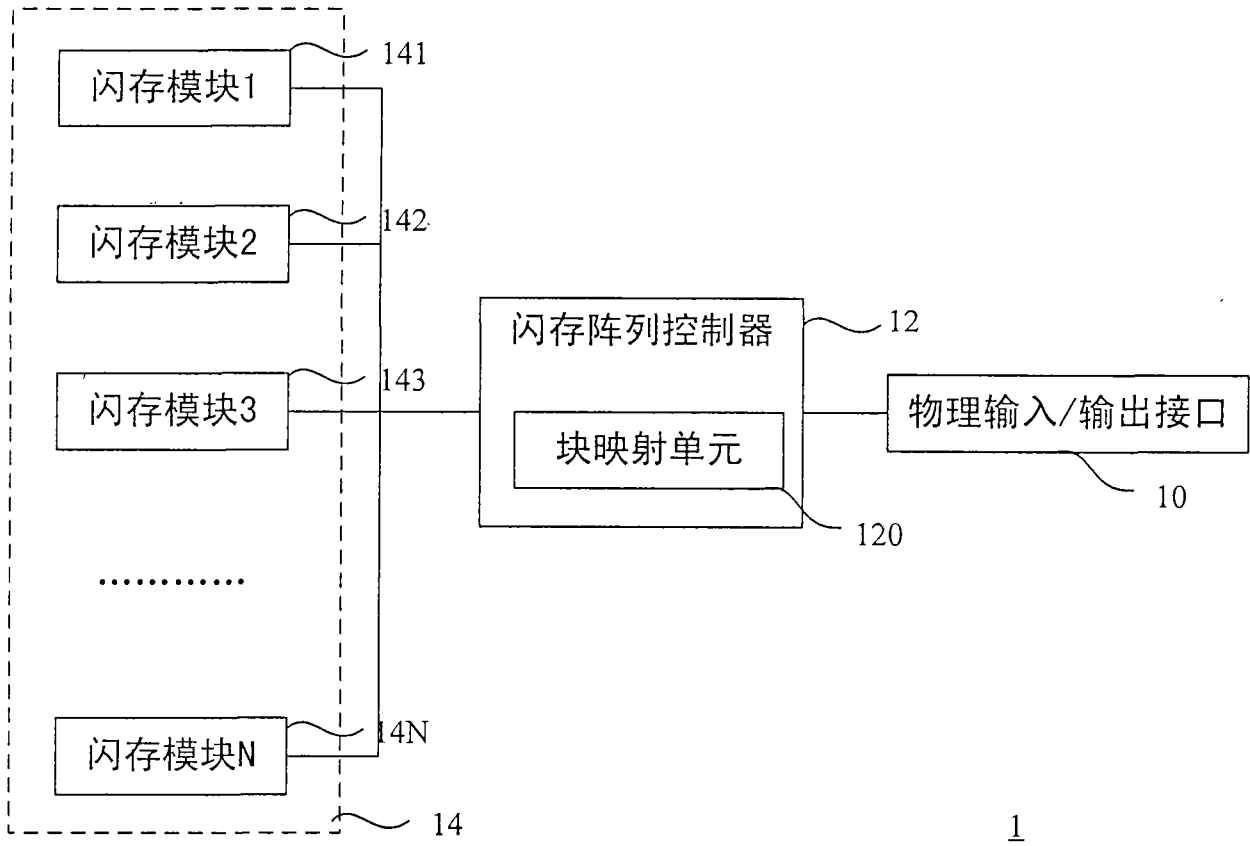 闪存模块1
141
闪存模块2
142
闪存模块3
143
…………
闪存模块N
14N
14
闪存阵列控制器
12
块映射单元
120
物理输入/输出接口
10
1